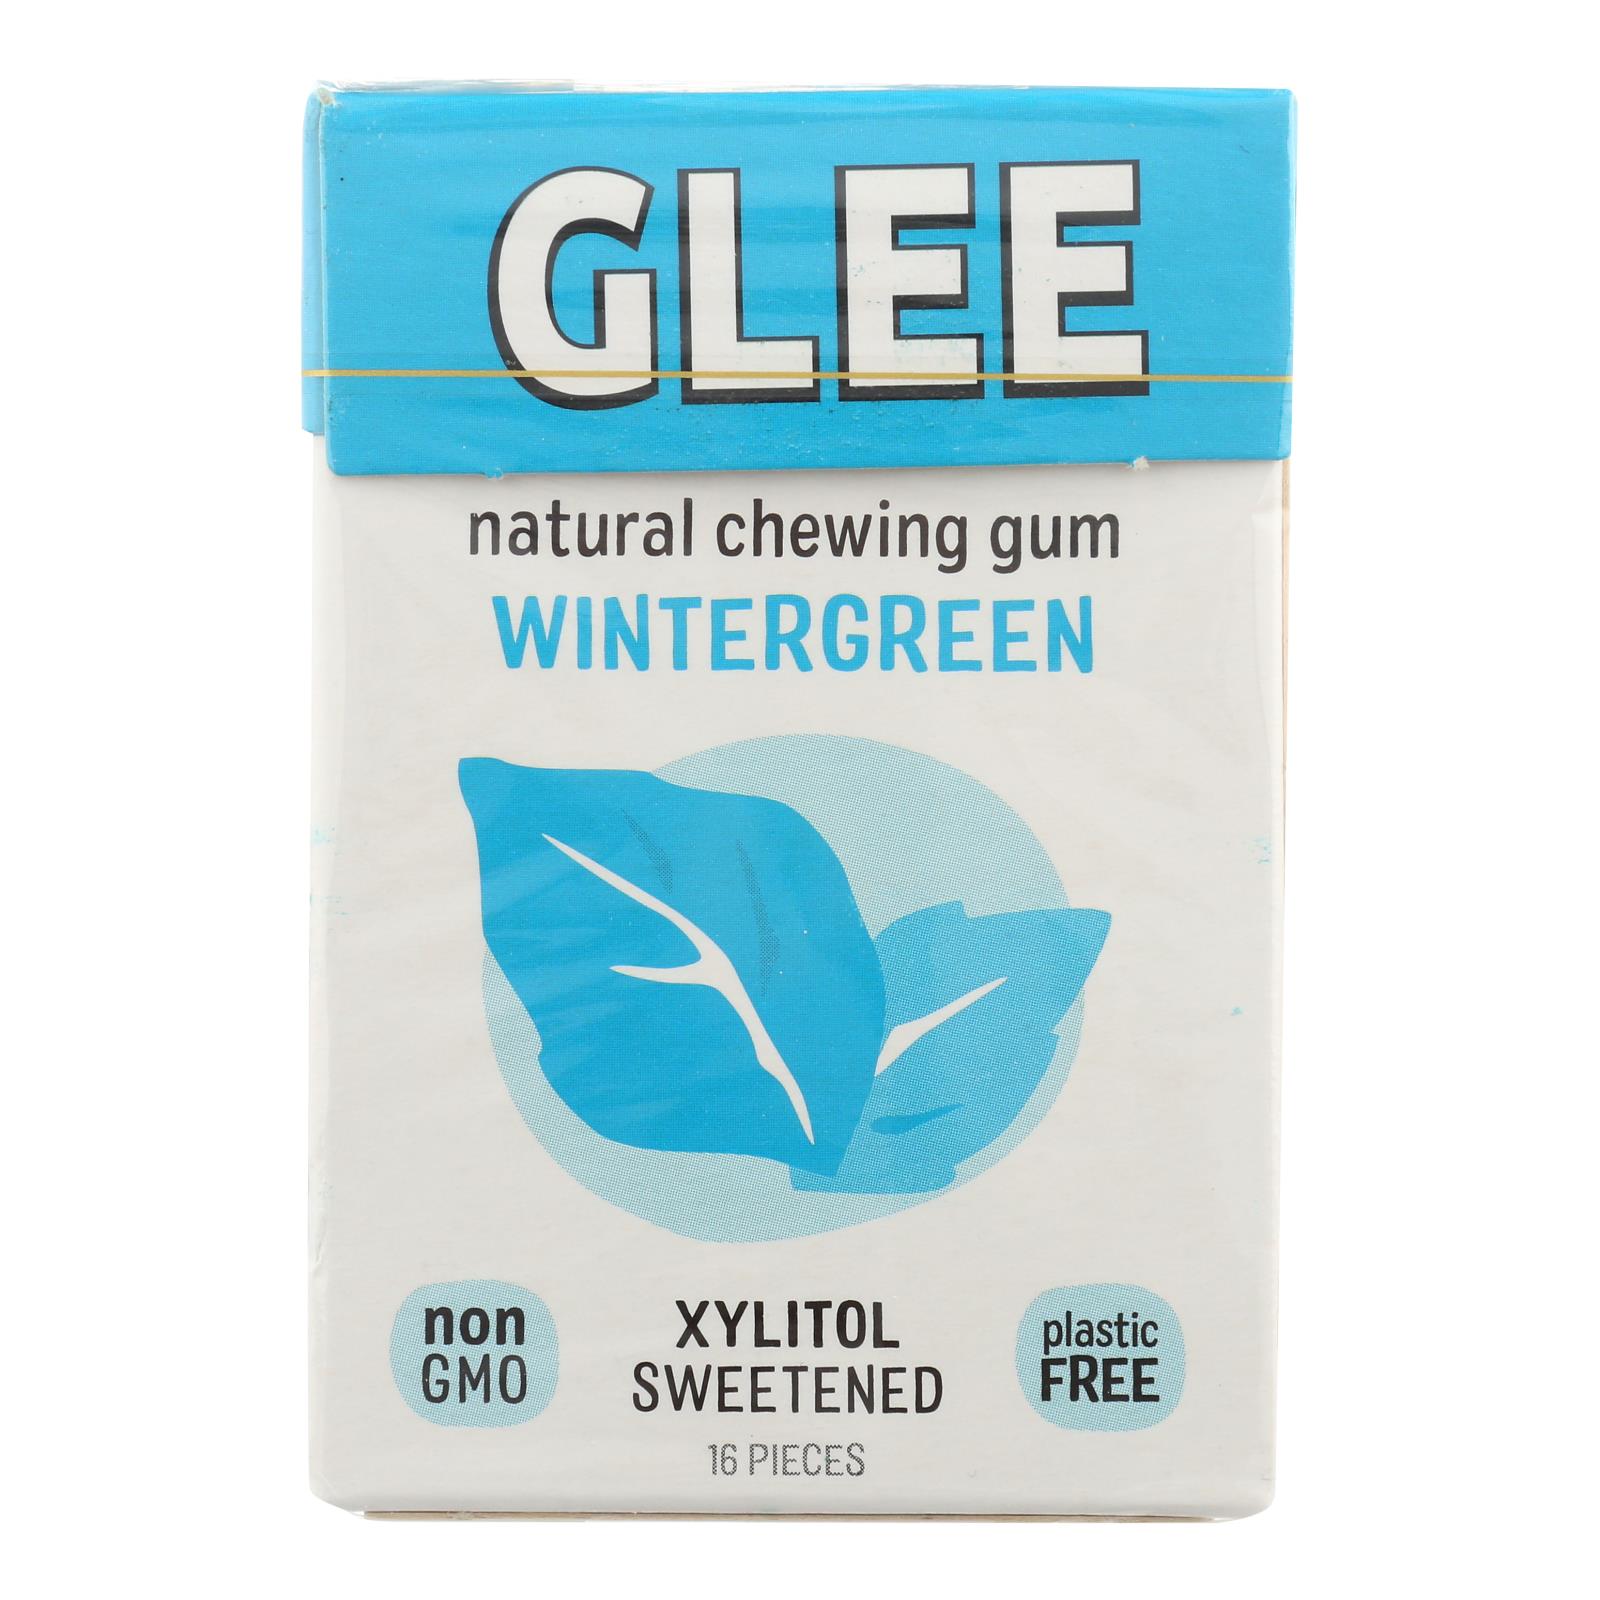 GLEE
natural chewing gum
WINTERGREEN
non
GMO
XYLITOL
SWEETENED
plastic
FREE
16 PIECES